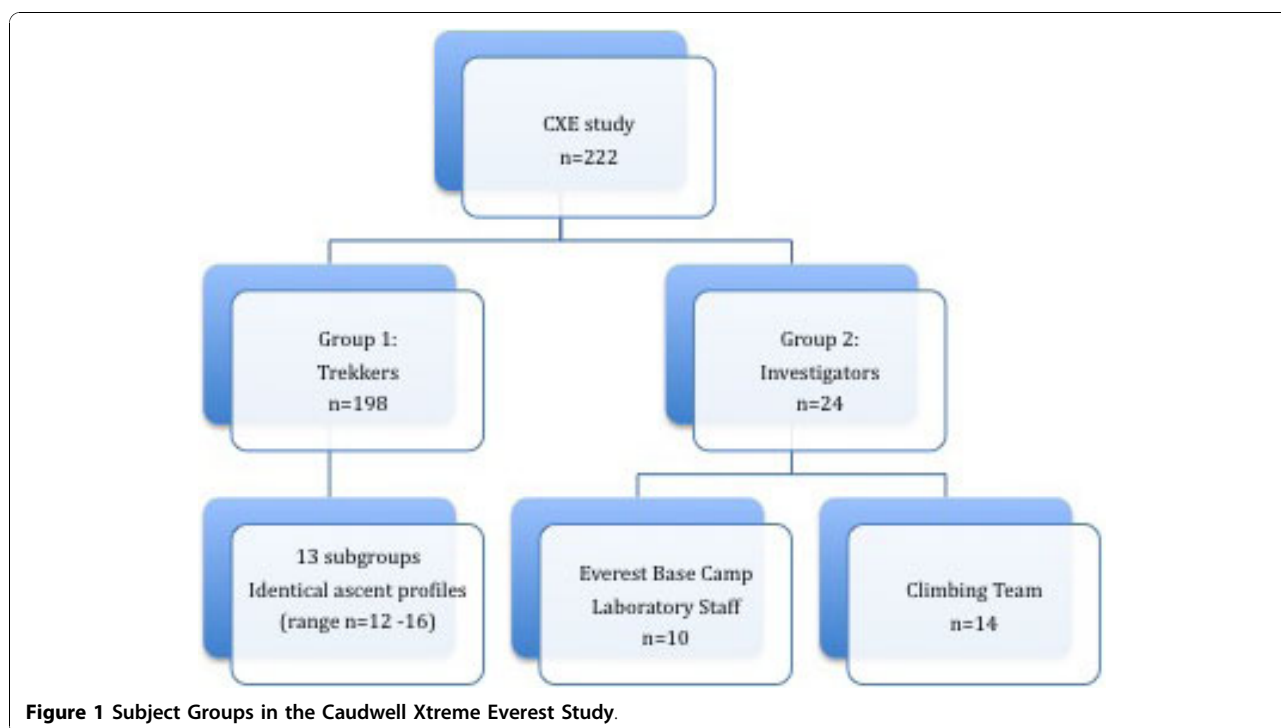 CXE study
n=222
Group 1:
Trekkers
n=198
Group 2:
Investigators
n=24
13 subgroups
Identical ascent profiles
(range n=12 -16)
Everest Base Camp
Laboratory Staff
n=10
Climbing Team
n=14
Figure 1 Subject Groups in the Caudwell Xtreme Everest Study.